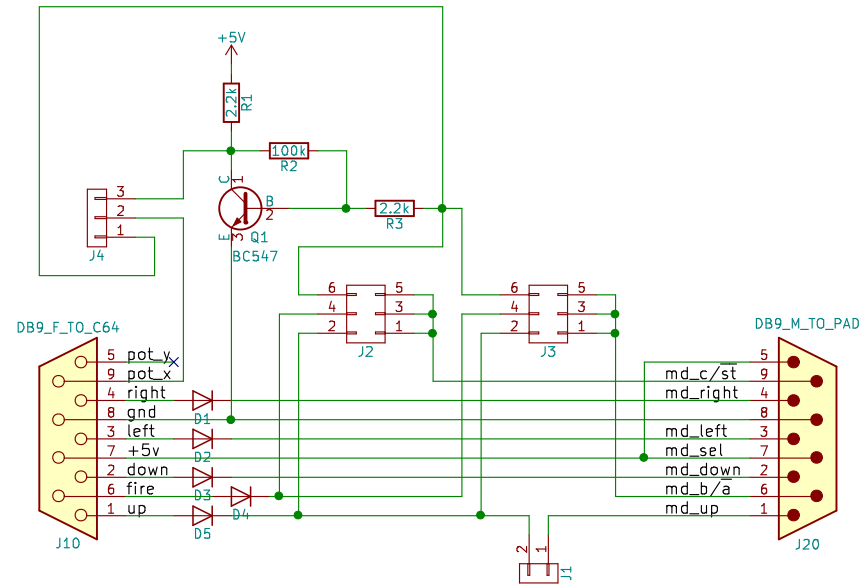 +5V
2.2k
R1
100k
R2
C
1
B
2
2.2k
R3
E
3
Q1
BC547
3
2
1
J4
6 5
4 3
2 1
J2
6 5
4 3
2 1
J3
DB9_F_TO_C64
DB9_M_TO_PAD
5 pot_y
5
9 pot_x
md_c/st 9
4 right
D1
md_right 4
8 gnd
8
3 left
D2
md_left 3
7 +5v
md_sel 7
2 down
D3
md_down 2
6 fire
D4
md_b/a 6
1 up
D5
md_up 1
J10
J20
2 1
J1